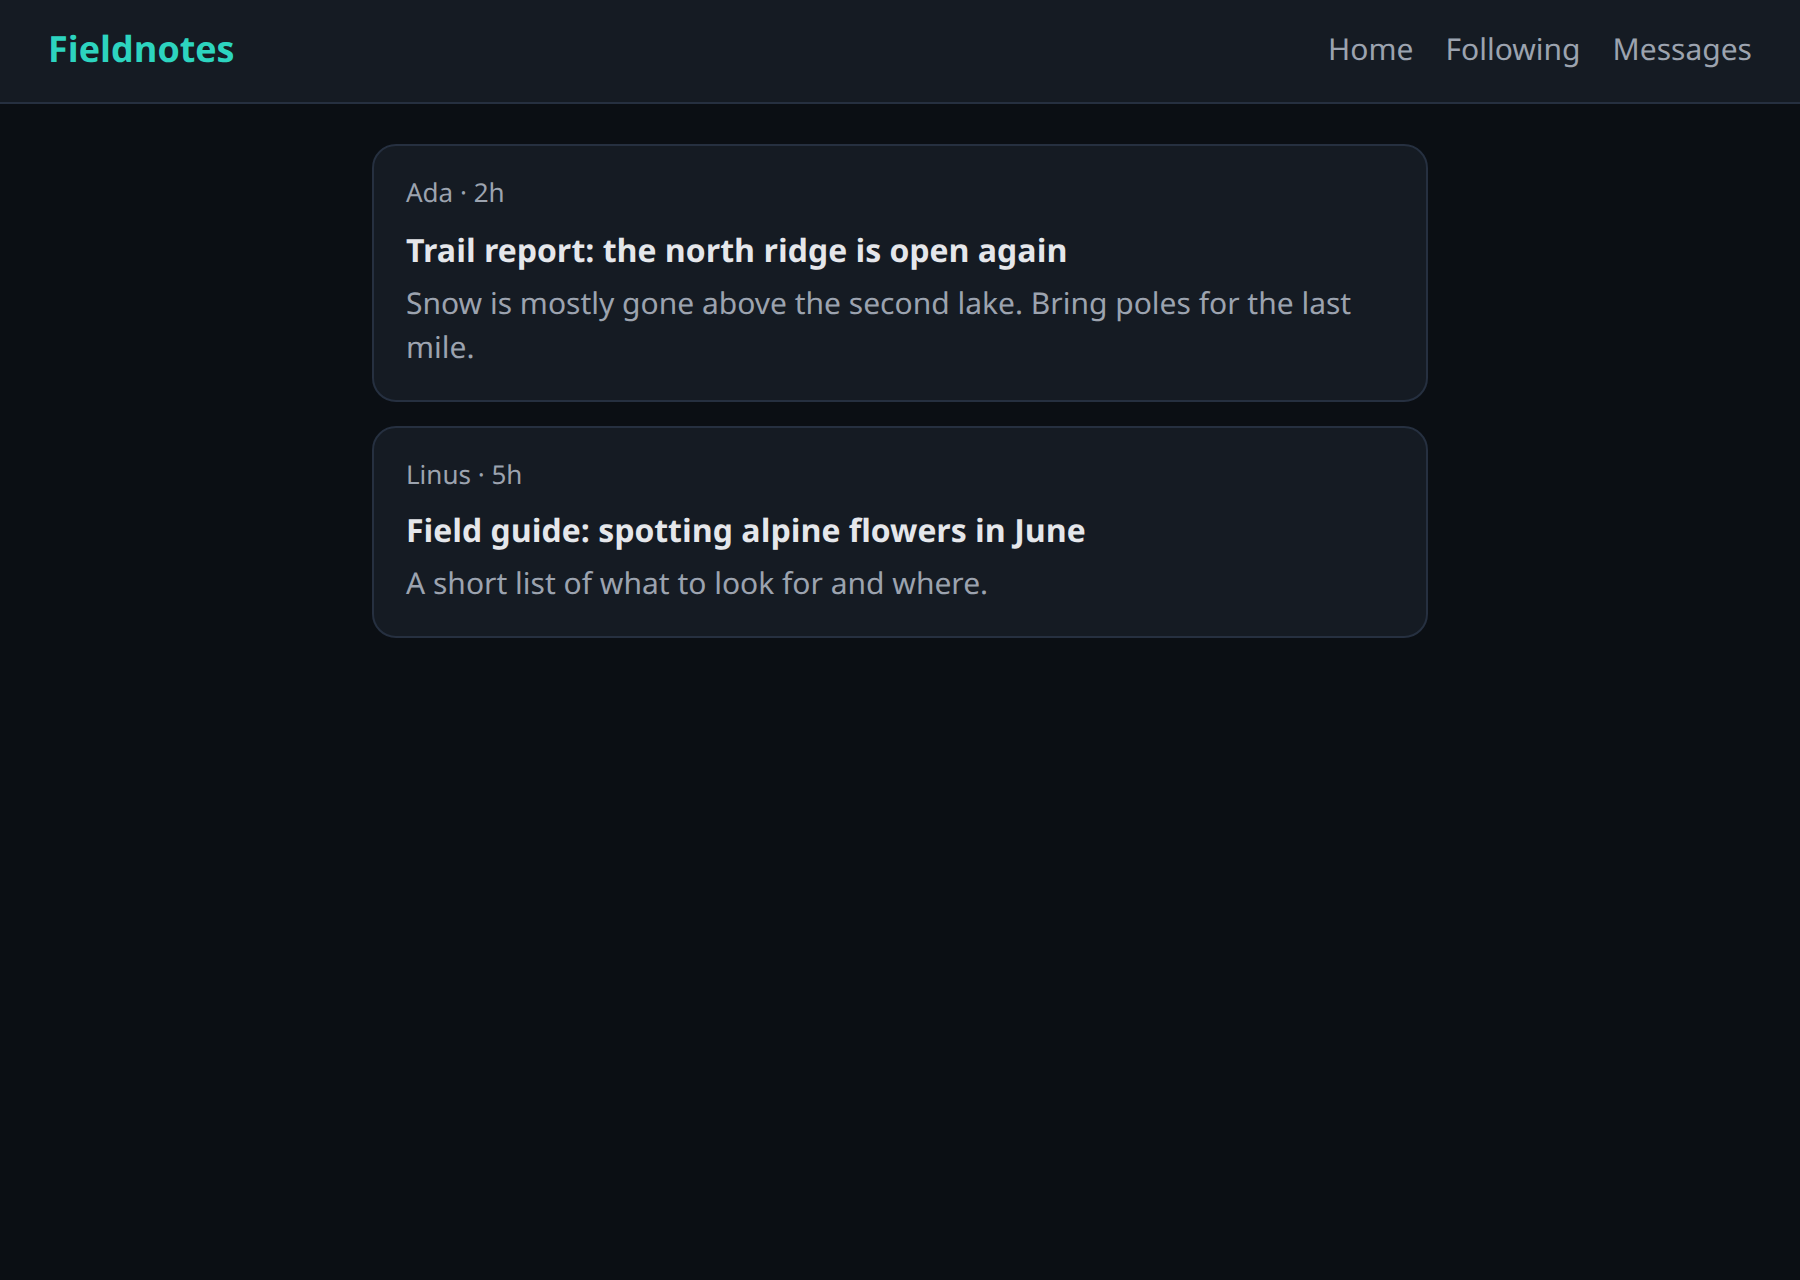 Fieldnotes
Home Following Messages
Ada · 2h
Trail report: the north ridge is open again
Snow is mostly gone above the second lake. Bring poles for the last
mile.
Linus · 5h
Field guide: spotting alpine flowers in June
A short list of what to look for and where.